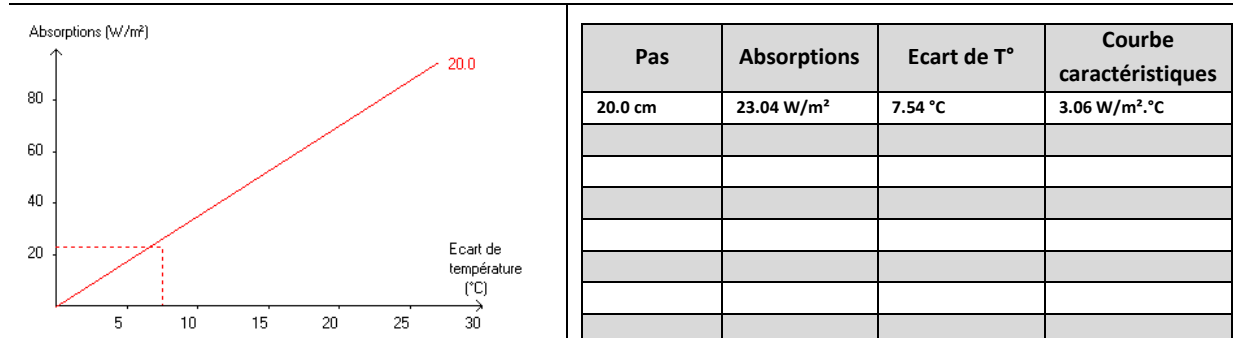 Absorptions (W/m²)
20.0
80
60
40
20
Ecart de
température
(°C)
5 10 15 20 25 30
Pas Absorptions Ecart de T° Courbe
caractéristiques
20.0 cm 23.04 W/m² 7.54 °C 3.06 W/m².°C